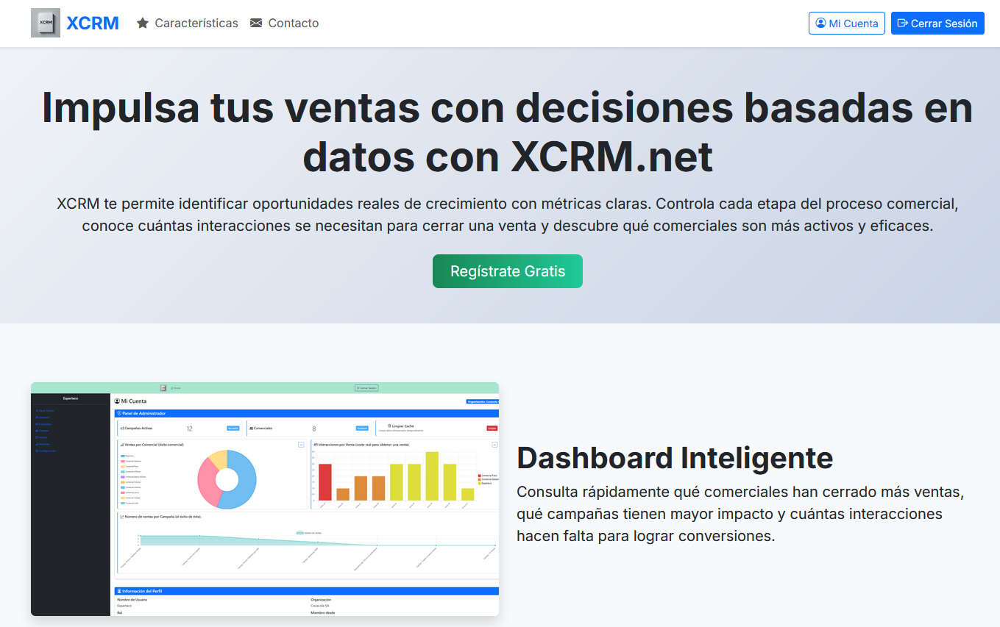 XCRM
XCRM
Características
Contacto
Mi Cuenta
Cerrar Sesión
Impulsa tus ventas con decisiones basadas en
datos con XCRM.net
XCRM te permite identificar oportunidades reales de crecimiento con métricas claras. Controla cada etapa del proceso comercial,
conoce cuántas interacciones se necesitan para cerrar una venta y descubre qué comerciales son más activos y eficaces.
Regístrate Gratis
Cerrar Sesión
Espartaco
Mi Cuenta
Panel de Administrador
Campañas Activas
12
Comerciales
8
Limpiar Caché
Ventas por Comercial (éxito comercial)
Interacciones por Venta (coste real para obtener una venta).
Número de ventas por Campaña (el éxito de ésta).
Información del Perfil
Nombre de Usuario
Organización
Espartaco
Cocacola SA
Rol
Miembro desde
Dashboard Inteligente
Consulta rápidamente qué comerciales han cerrado más ventas,
qué campañas tienen mayor impacto y cuántas interacciones
hacen falta para lograr conversiones.